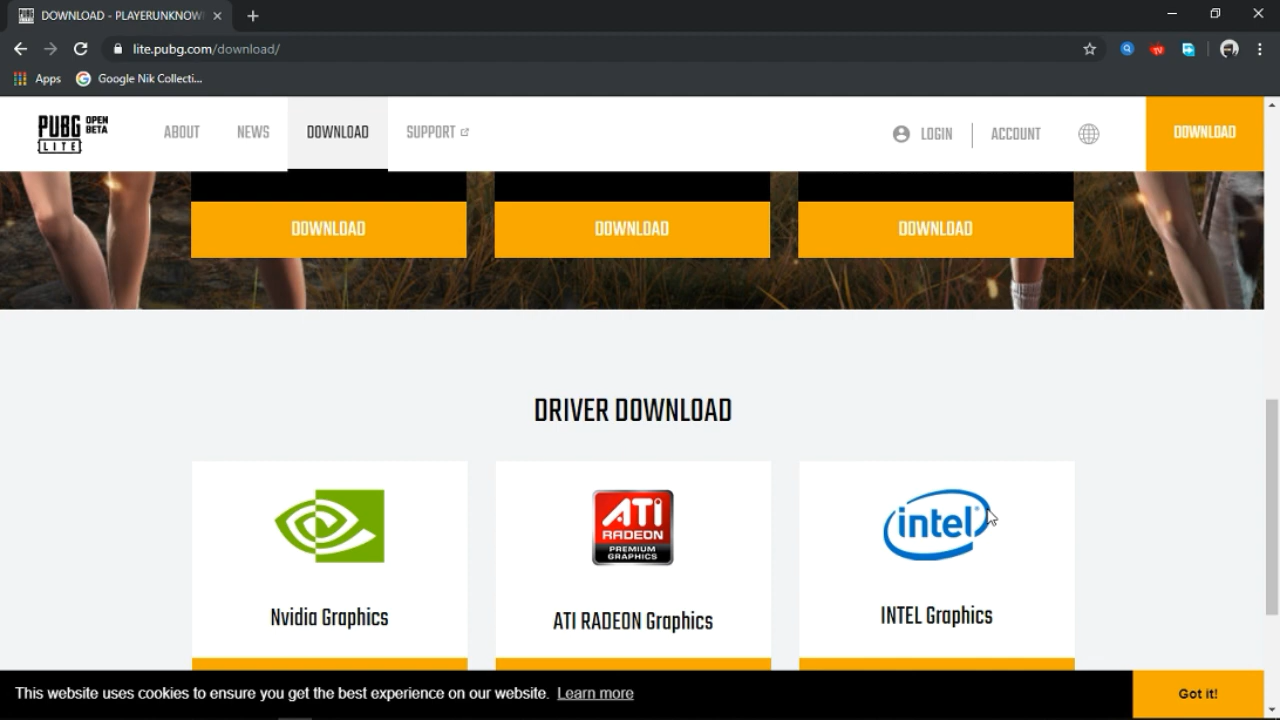 DOWNLOAD - PLAYERUNKNOW
lite.pubg.com/download/
Apps
Google Nik Collecti...
PUBG OPEN BETA
LITE
ABOUT
NEWS
DOWNLOAD
SUPPORT
LOGIN
ACCOUNT
DOWNLOAD
DOWNLOAD
DOWNLOAD
DOWNLOAD
DRIVER DOWNLOAD
ATI
RADEON
PREMIUM
GRAPHICS
intel
Nvidia Graphics
ATI RADEON Graphics
INTEL Graphics
This website uses cookies to ensure you get the best experience on our website. Learn more
Got it!